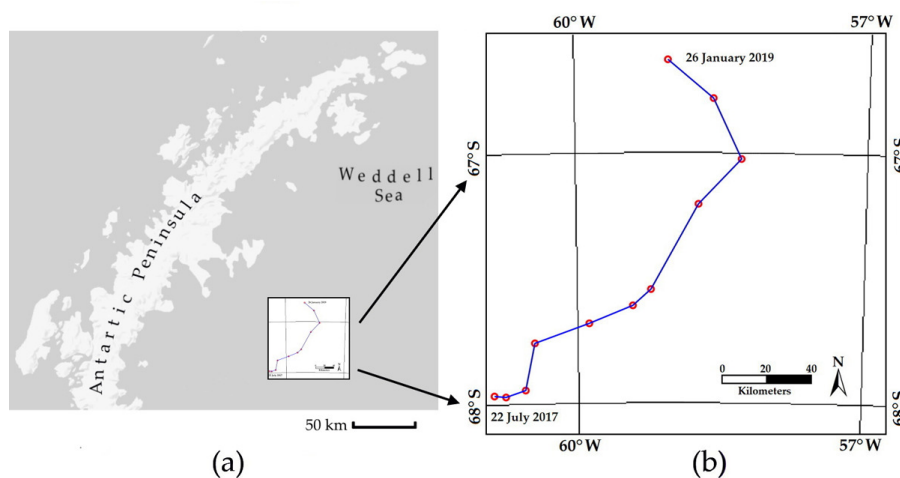 Antartic Peninsula
Weddell
Sea
50 km
(a)
60° W
57° W
26 January 2019
67° S
67° S
68° S
68° S
22 July 2017
0 20 40
Kilometers
N
60° W
57° W
(b)